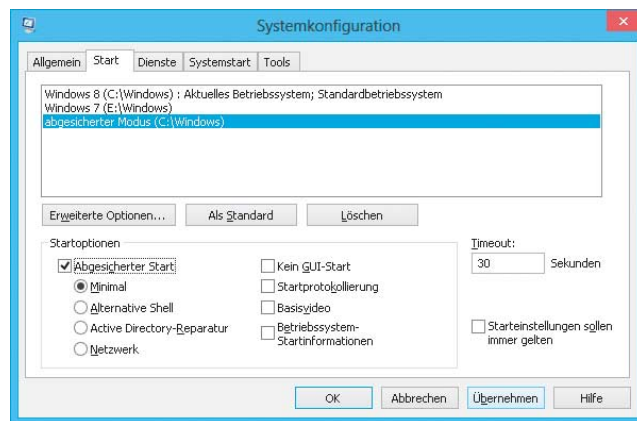 Systemkonfiguration
Allgemein Start Dienste Systemstart Tools
Windows 8 (C:\Windows) : Aktuelles Betriebssystem; Standardbetriebssystem
Windows 7 (E:\Windows)
abgesicherter Modus (C:\Windows)
Erweiterte Optionen... Als Standard Löschen
Startoptionen Timeout:
Abgesicherter Start Kein GUI-Start 30 Sekunden
Minimal Startprotokollierung
Alternative Shell Basisvideo
Active Directory-Reparatur Betriebssystem- Starteinstellungen sollen
Startinformationen immer gelten
Netzwerk
OK Abbrechen Übernehmen Hilfe